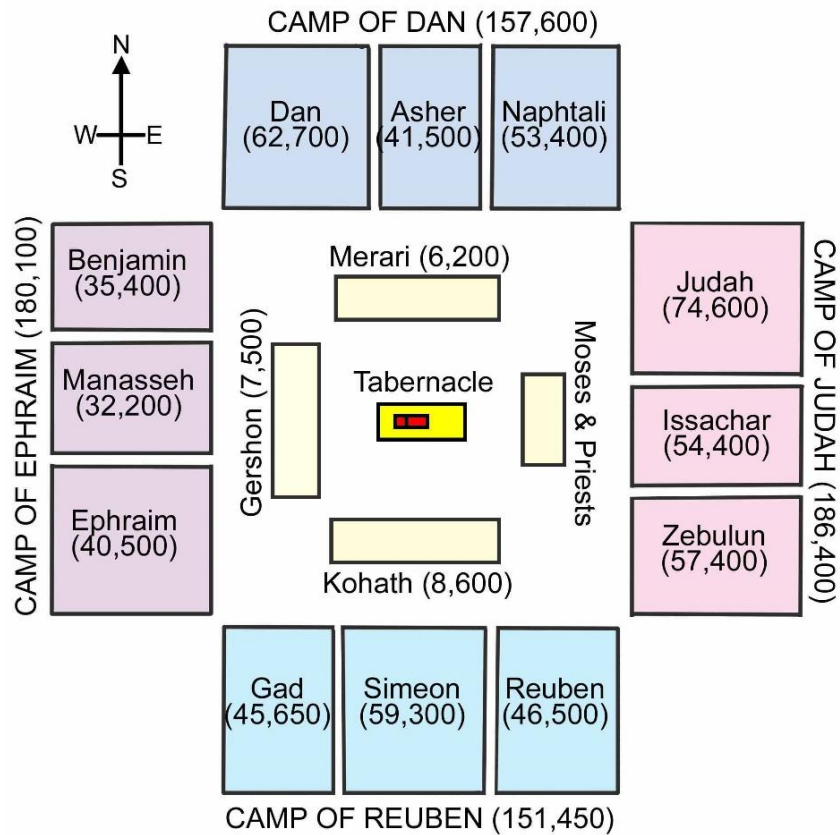 CAMP OF DAN (157,600)
N
W
E
S
Dan
(62,700)
Asher
(41,500)
Naphtali
(53,400)
CAMP OF EPHRAIM (180,100)
Benjamin
(35,400)
Manasseh
(32,200)
Ephraim
(40,500)
Merari (6,200)
Gershon (7,500)
Tabernacle
Moses & Priests
Kohath (8,600)
Judah
(74,600)
Issachar
(54,400)
Zebulun
(57,400)
CAMP OF JUDAH (186,400)
Gad
(45,650)
Simeon
(59,300)
Reuben
(46,500)
CAMP OF REUBEN (151,450)